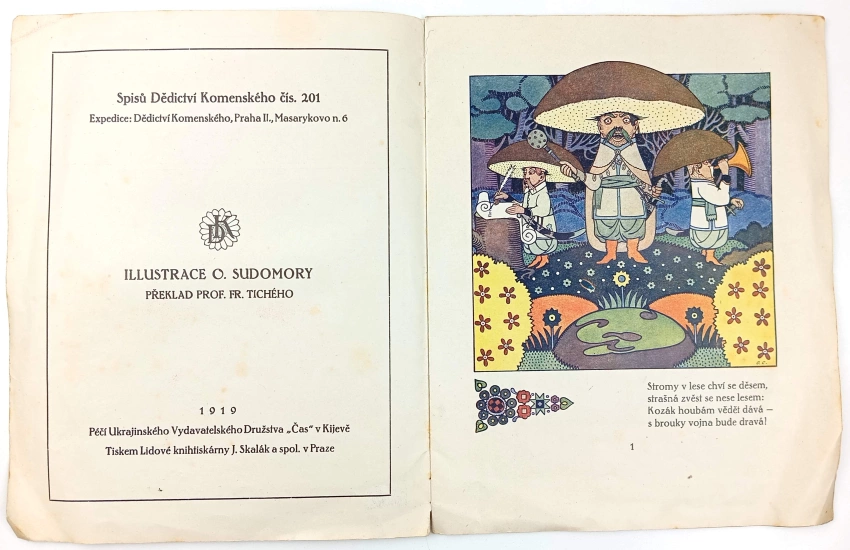 Spisů Dědictví Komenského čís. 201
Expedice: Dědictví Komenského, Praha II., Masarykovo n. 6
DK
ILLUSTRACE O. SUDOMORY
PŘEKLAD PROF. FR. TICHÉHO
1919
Péčí Ukrajinského Vydavatelského Družstva „Čas“ v Kijevě
Tiskem Lidové knihtiskárny J. Skalák a spol. v Praze
Stromy v lese chví se děsem,
strašná zvěst se nese lesem:
Kozák houbám vědět dává —
s brouky vojna bude dravá!
1